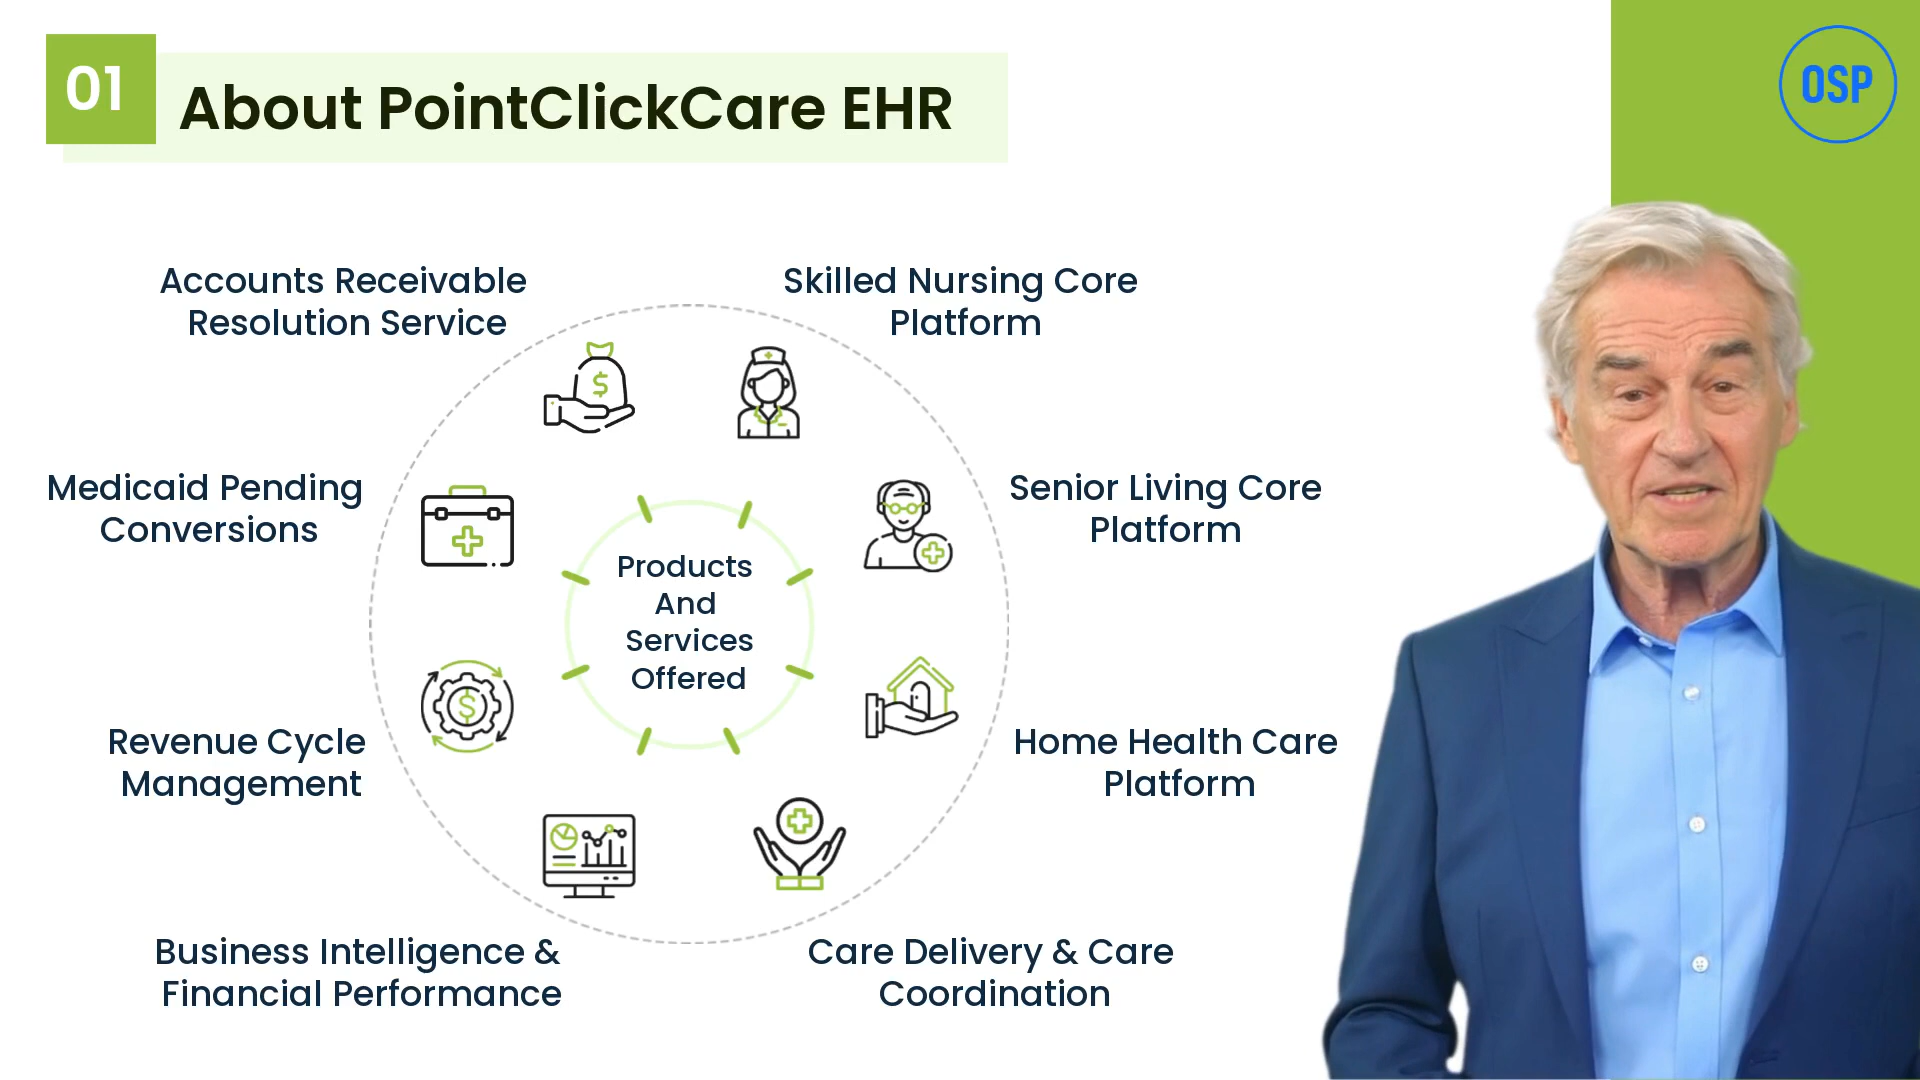 01
About PointClickCare EHR
OSP
Accounts Receivable
Resolution Service
Skilled Nursing Core
Platform
Medicaid Pending
Conversions
Senior Living Core
Platform
Products
And
Services
Offered
Revenue Cycle
Management
Home Health Care
Platform
Business Intelligence &
Financial Performance
Care Delivery & Care
Coordination